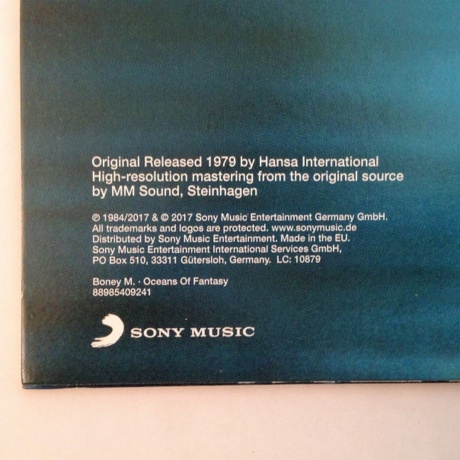 Original Released 1979 by Hansa International
High-resolution mastering from the original source
by MM Sound, Steinhagen
℗ 1984/2017 & © 2017 Sony Music Entertainment Germany GmbH.
All trademarks and logos are protected. www.sonymusic.de
Distributed by Sony Music Entertainment. Made in the EU.
Sony Music Entertainment International Services GmbH,
PO Box 510, 33311 Gütersloh, Germany. LC: 10879
Boney M. · Oceans Of Fantasy
88985409241
SONY MUSIC